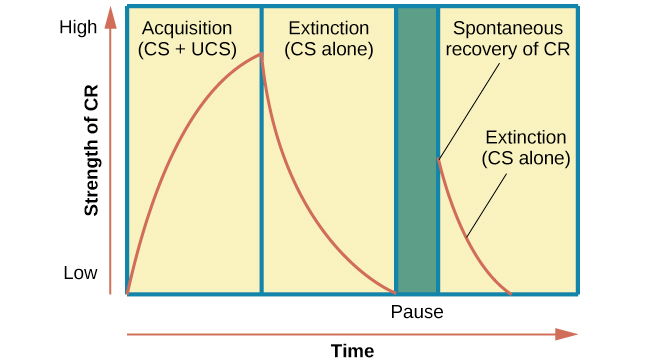 High
Acquisition
(CS + UCS)
Extinction
(CS alone)
Spontaneous
recovery of CR
Extinction
(CS alone)
Strength of CR
Low
Pause
Time